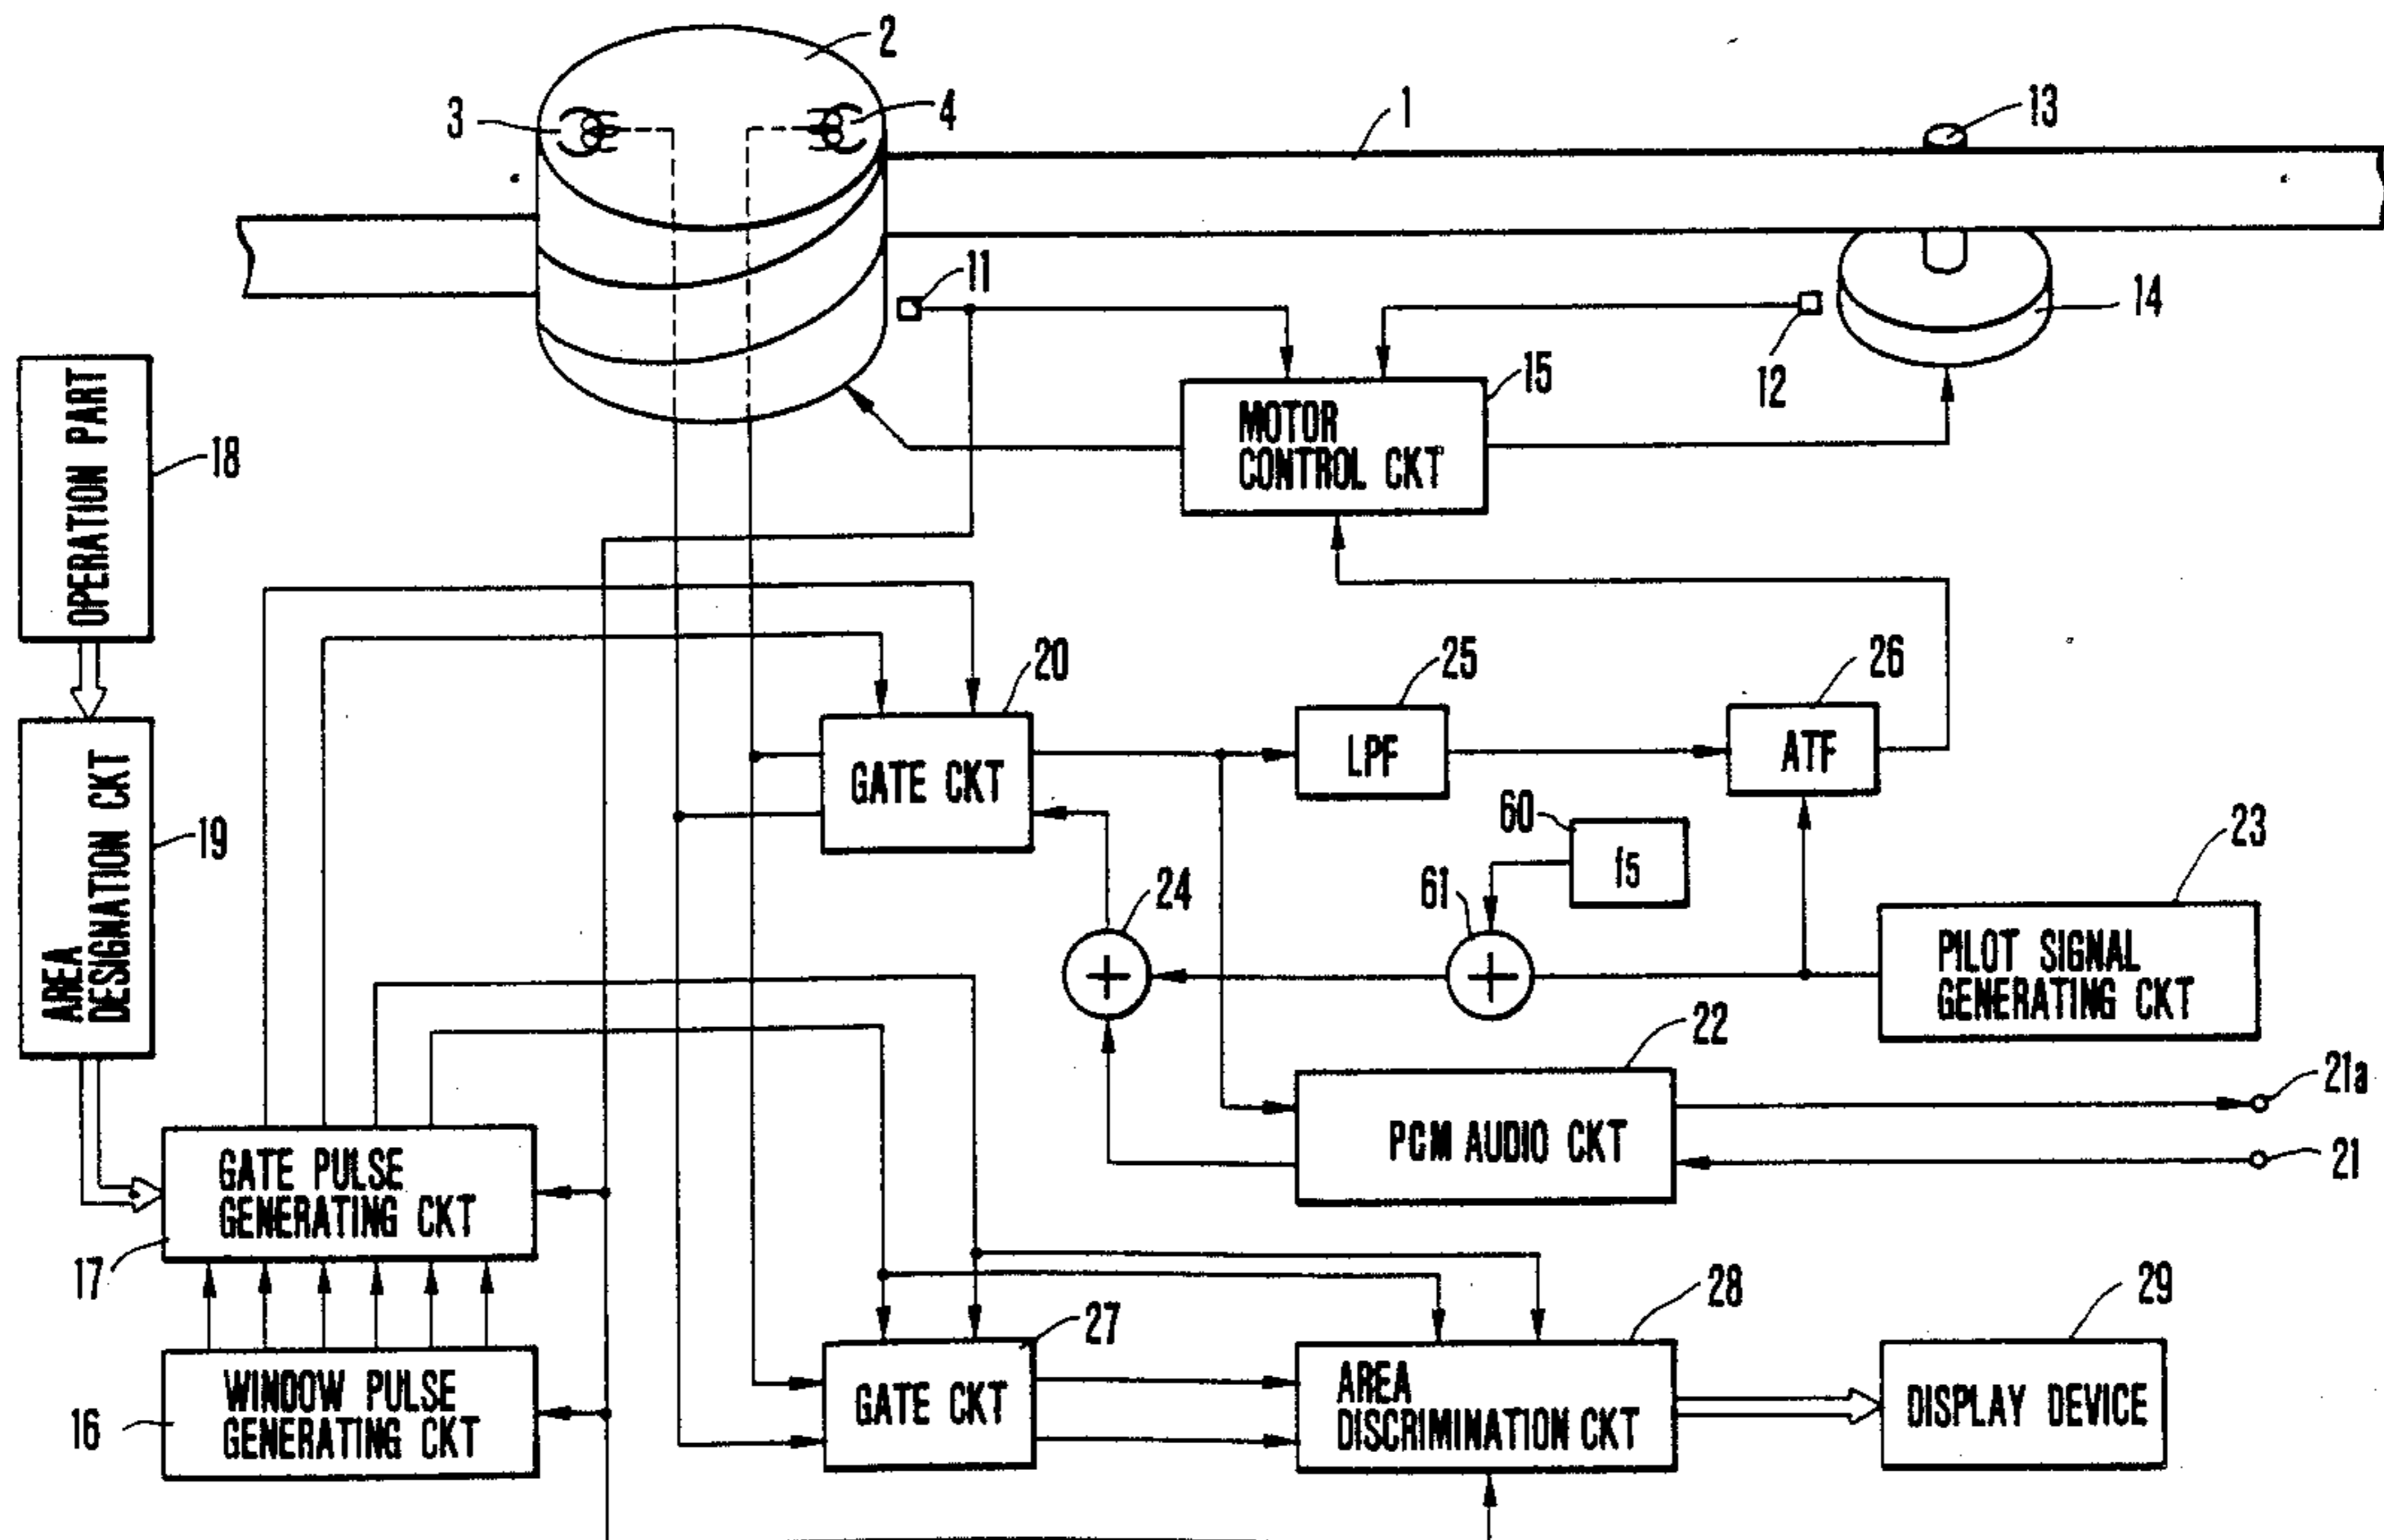 2
3
4
1
13
11
12
14
15
MOTOR
CONTROL CKT
OPERATION PART
18
20
GATE CKT
25
LPF
26
ATF
AREA
DESIGNATION CKT
19
60
f5
61
24
+
+
23
PILOT SIGNAL
GENERATING CKT
22
PCM AUDIO CKT
21a
21
GATE PULSE
GENERATING CKT
17
WINDOW PULSE
GENERATING CKT
16
27
GATE CKT
28
AREA
DISCRIMINATION CKT
29
DISPLAY DEVICE